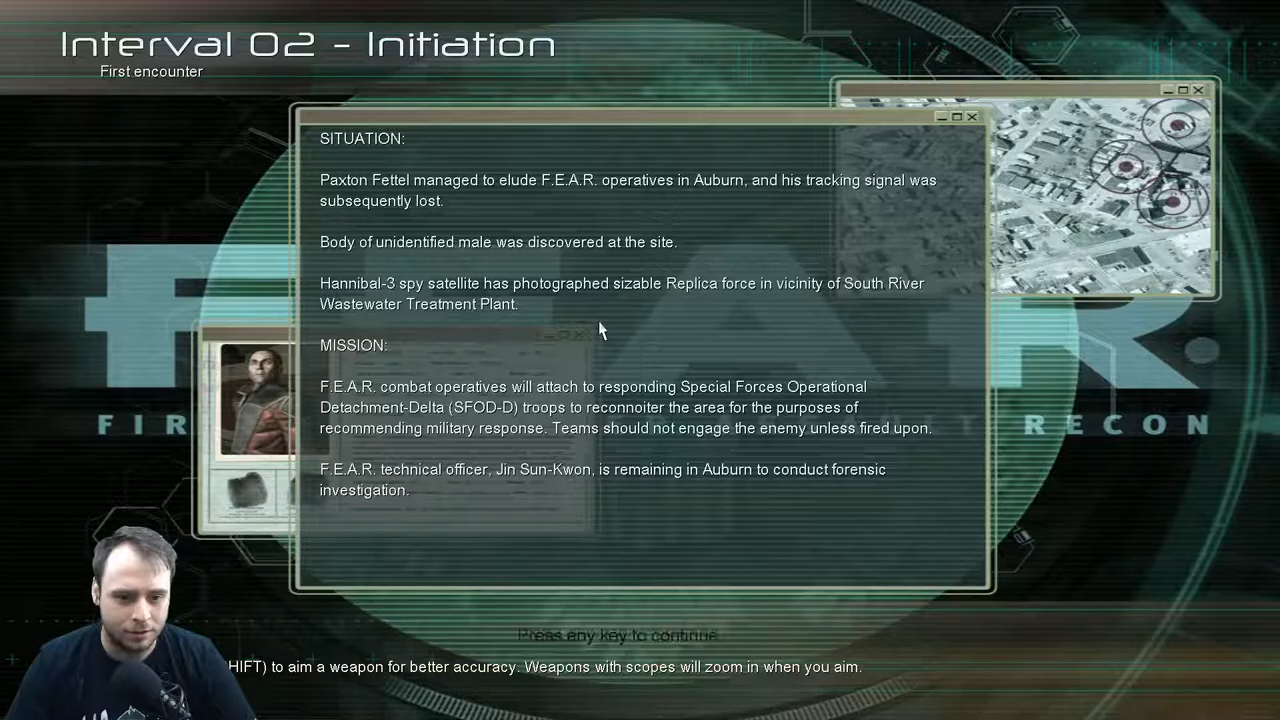 Interval 02 - Initiation
First encounter
SITUATION:
Paxton Fettel managed to elude F.E.A.R. operatives in Auburn, and his tracking signal was
subsequently lost.
Body of unidentified male was discovered at the site.
Hannibal-3 spy satellite has photographed sizable Replica force in vicinity of South River
Wastewater Treatment Plant.
MISSION:
F.E.A.R. combat operatives will attach to responding Special Forces Operational
Detachment-Delta (SFOD-D) troops to reconnoiter the area for the purposes of
recommending military response. Teams should not engage the enemy unless fired upon.
F.E.A.R. technical officer, Jin Sun-Kwon, is remaining in Auburn to conduct forensic
investigation.
RECON
Press any key to continue
HIFT) to aim a weapon for better accuracy. Weapons with scopes will zoom in when you aim.